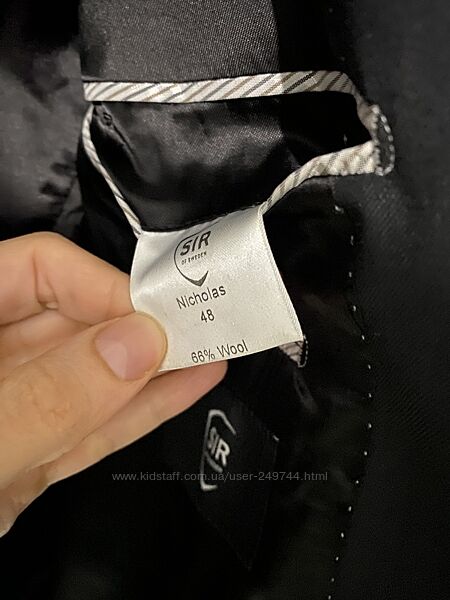 SIR
OF SWEDEN
Nicholas
48
66% Wool
SIR
www.kidstaff.com.ua/user-249744.html